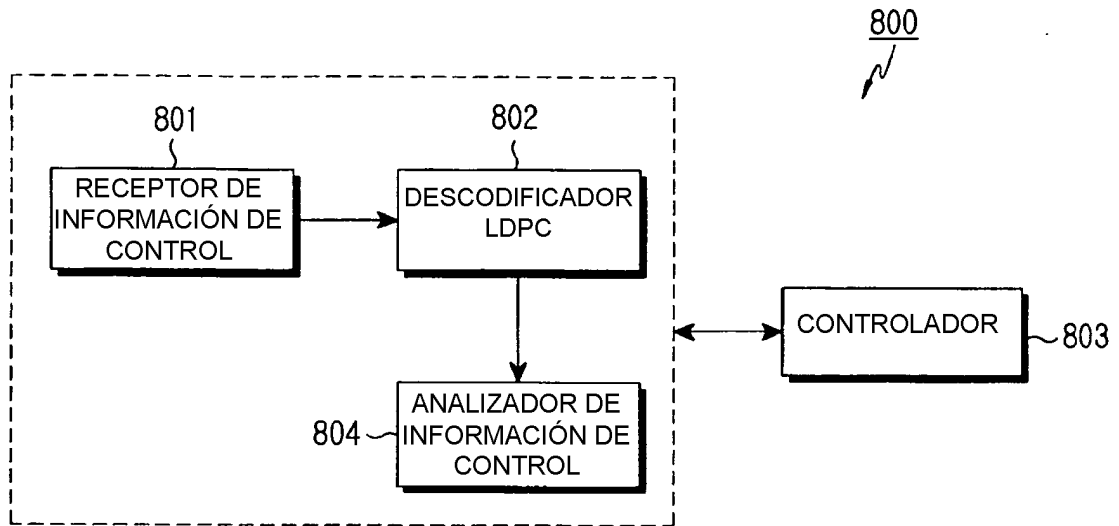 800
801
802
RECEPTOR DE
INFORMACIÓN DE
CONTROL
DESCODIFICADOR
LDPC
CONTROLADOR
803
804
ANALIZADOR DE
INFORMACIÓN DE
CONTROL